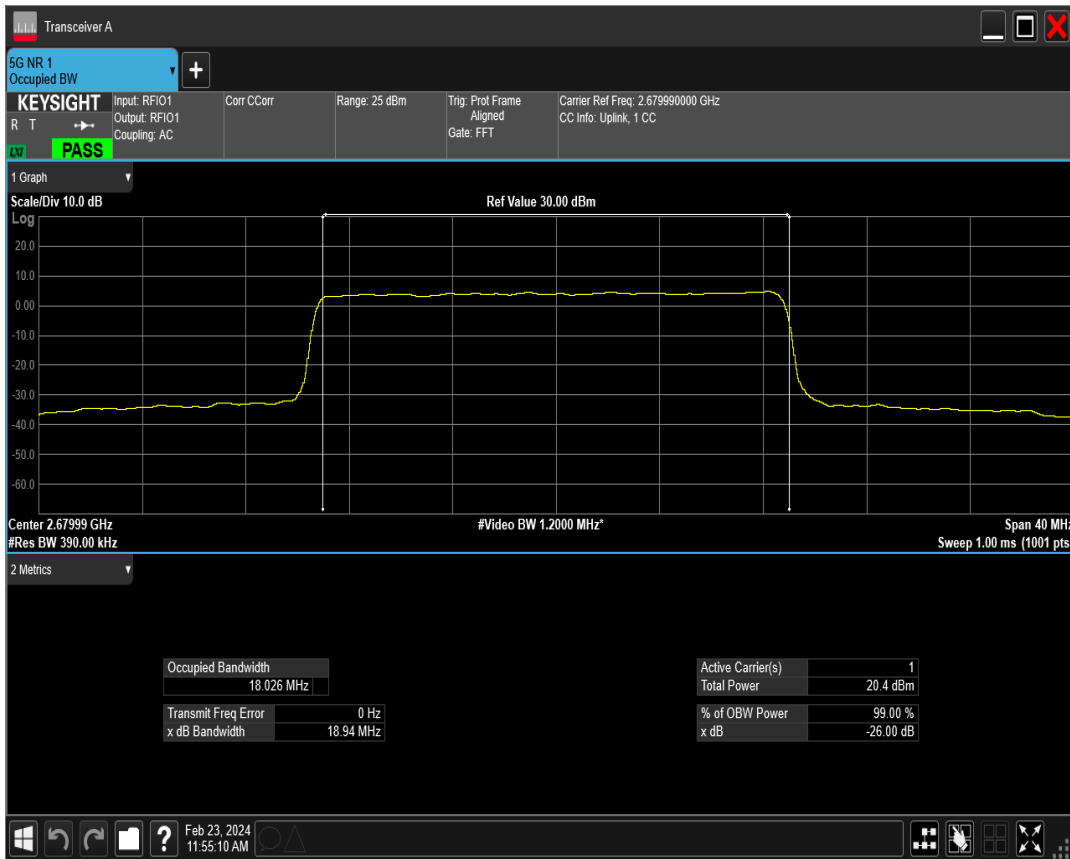 Transceiver A
5G NR 1
Occupied BW
+
KEYSIGHT
R T
LXI
PASS
Input: RFIO1
Output: RFIO1
Coupling: AC
Corr CCorr
Range: 25 dBm
Trig: Prot Frame
Aligned
Gate: FFT
Carrier Ref Freq: 2.679990000 GHz
CC Info: Uplink, 1 CC
1 Graph
Scale/Div 10.0 dB
Ref Value 30.00 dBm
Log
20.0
10.0
0.00
-10.0
-20.0
-30.0
-40.0
-50.0
-60.0
Center 2.67999 GHz
#Video BW 1.2000 MHz*
Span 40 MHz
#Res BW 390.00 kHz
Sweep 1.00 ms (1001 pts
2 Metrics
Occupied Bandwidth
18.026 MHz
Transmit Freq Error 0 Hz
x dB Bandwidth 18.94 MHz
Active Carrier(s) 1
Total Power 20.4 dBm
% of OBW Power 99.00 %
x dB -26.00 dB
?
Feb 23, 2024
11:55:10 AM